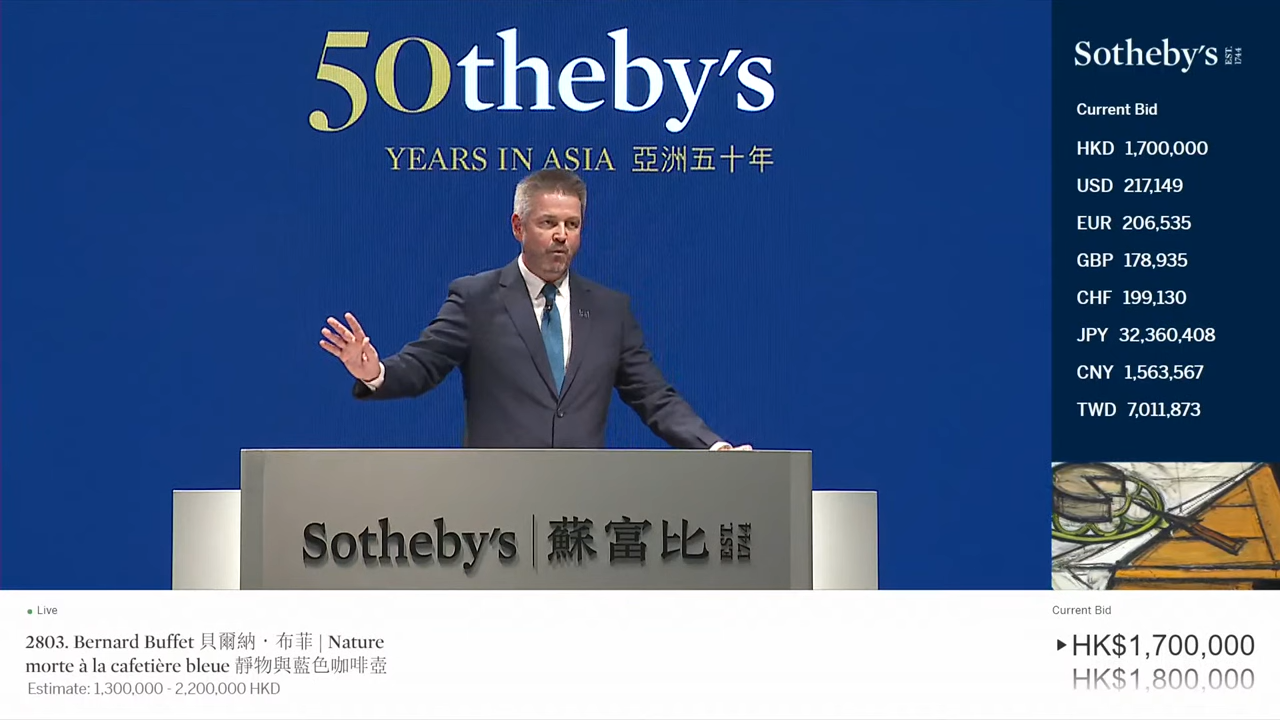 50theby's
YEARS IN ASIA 亞洲五十年
Sotheby's | 蘇富比 EST. 1744
Sotheby's EST. 1744
Current Bid
HKD 1,700,000
USD 217,149
EUR 206,535
GBP 178,935
CHF 199,130
JPY 32,360,408
CNY 1,563,567
TWD 7,011,873
Live
2803. Bernard Buffet 貝爾納·布菲 | Nature
morte à la cafetière bleue 靜物與藍色咖啡壺
Estimate: 1,300,000 - 2,200,000 HKD
Current Bid
HK$1,700,000
HK$1,800,000